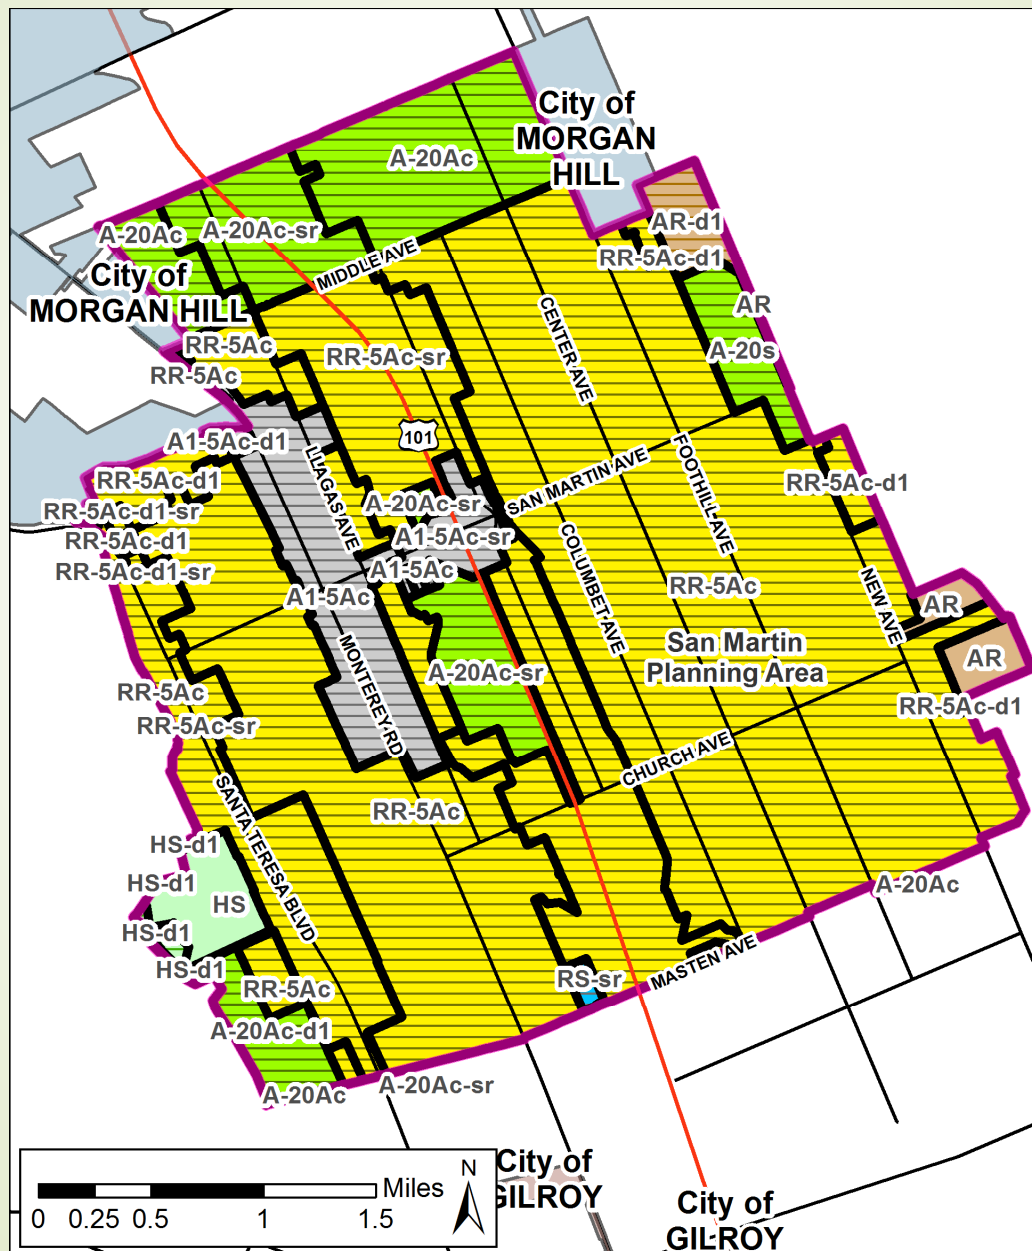 City of
MORGAN
HILL
A-20Ac
AR-d1
A-20Ac
A-20Ac-sr
RR-5Ac-d1
MIDDLE AVE
City of
MORGAN HILL
AR
CENTER AVE
RR-5Ac
RR-5Ac-sr
A-20s
RR-5Ac
101
A1-5Ac-d1
LLAGAS AVE
SAN MARTIN AVE
FOOTHILL AVE
RR-5Ac-d1
RR-5Ac-d1
A-20Ac-sr
RR-5Ac-d1-sr
A1-5Ac-sr
RR-5Ac-d1
COLUMBET AVE
A1-5Ac
RR-5Ac-d1-sr
RR-5Ac
NEW AVE
A1-5Ac
AR
San Martin
Planning Area
AR
MONTEREY RD
A-20Ac-sr
RR-5Ac
RR-5Ac-d1
RR-5Ac-sr
CHURCH AVE
SANTA TERESA BLVD
RR-5Ac
HS-d1
HS-d1
A-20Ac
HS
HS-d1
MASTEN AVE
HS-d1
RS-sr
RR-5Ac
A-20Ac-d1
A-20Ac
A-20Ac-sr
City of
GILROY
City of
GILROY
N
Miles
0 0.25 0.5 1 1.5